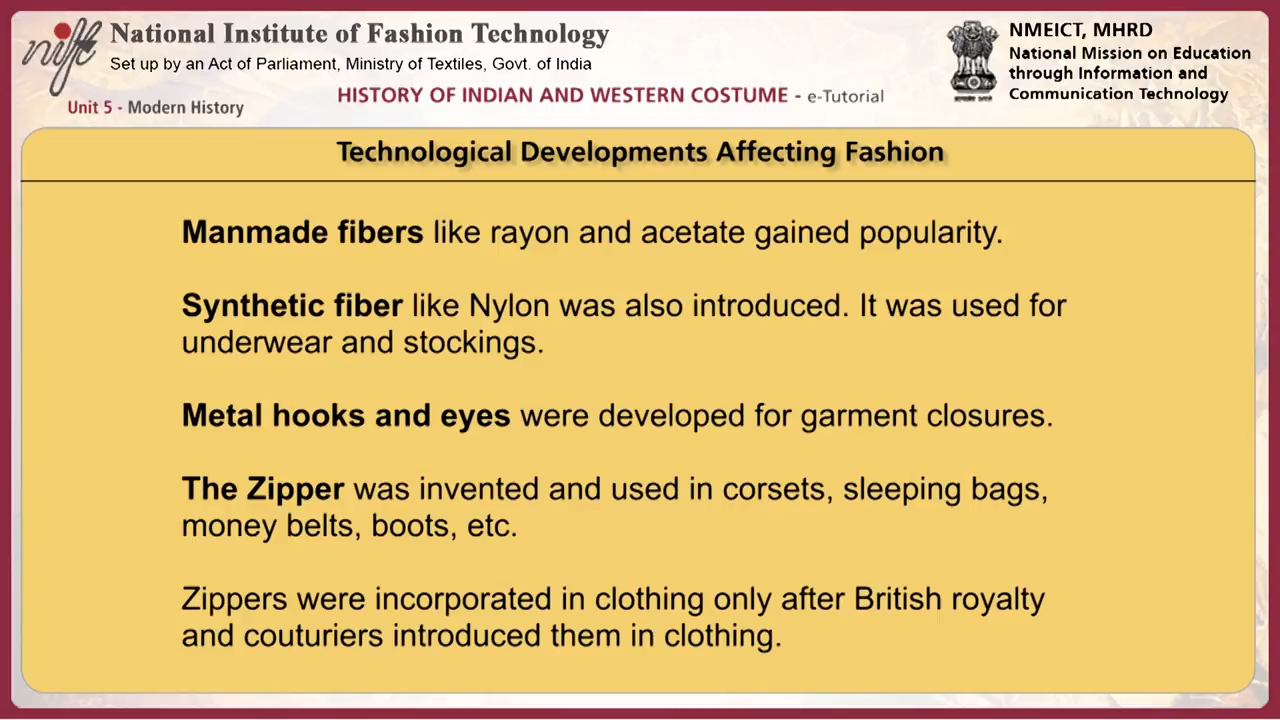 nift
National Institute of Fashion Technology
Set up by an Act of Parliament, Ministry of Textiles, Govt. of India
Unit 5 - Modern History
HISTORY OF INDIAN AND WESTERN COSTUME - e-Tutorial
NMEICT, MHRD
National Mission on Education
through Information and
Communication Technology
Technological Developments Affecting Fashion
Manmade fibers like rayon and acetate gained popularity.
Synthetic fiber like Nylon was also introduced. It was used for
underwear and stockings.
Metal hooks and eyes were developed for garment closures.
The Zipper was invented and used in corsets, sleeping bags,
money belts, boots, etc.
Zippers were incorporated in clothing only after British royalty
and couturiers introduced them in clothing.